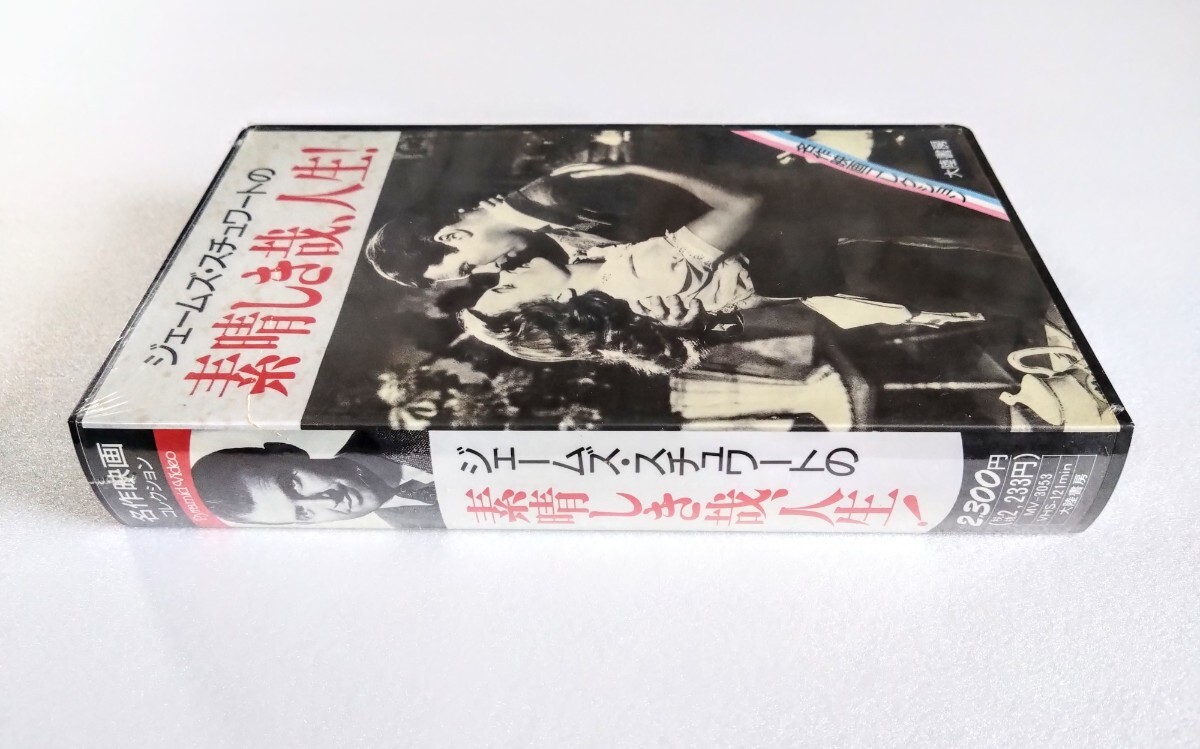 ジェームズ・スチュワートの
素晴しき哉、人生!
名作映画コレクション
大陸書房
名作映画
コレクション
Dynamic Video
ジェームズ・スチュワートの
素晴しき哉、人生!
2.300円
2,233円)
MV-3053
VHS-121min
大陸書房